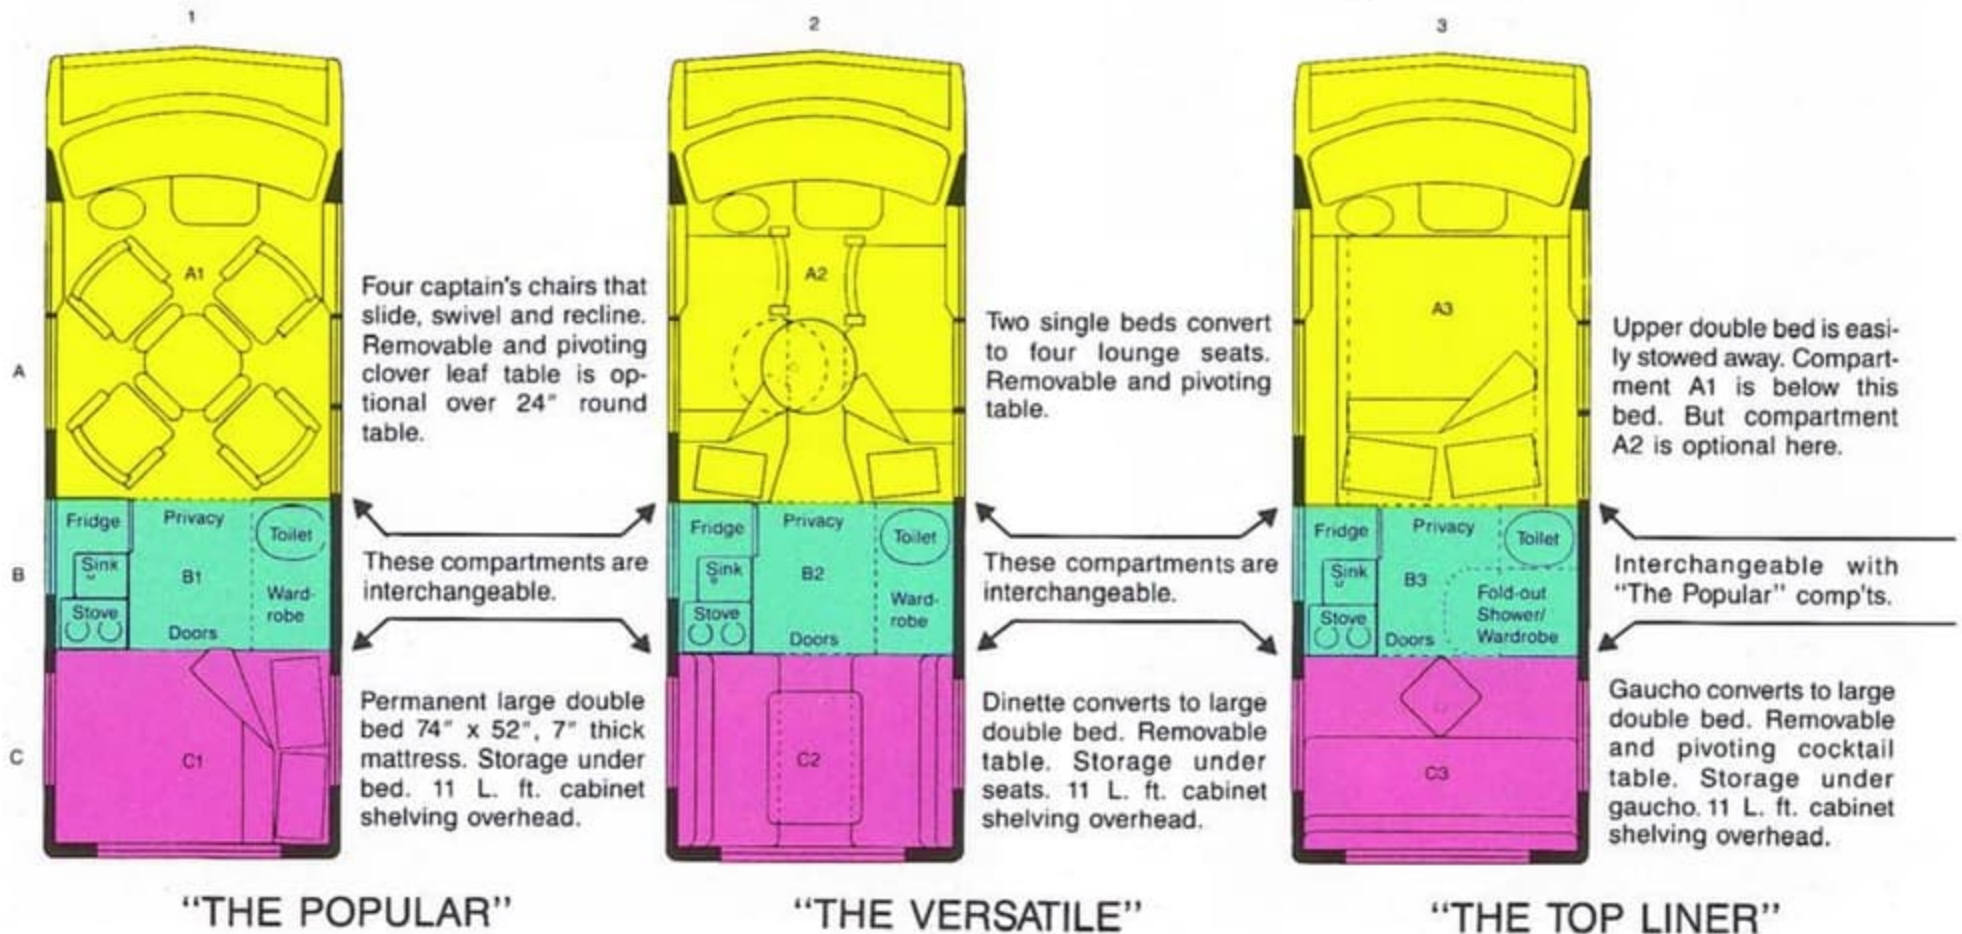 1
2
3
A
B
C
A1
Four captain's chairs that
slide, swivel and recline.
Removable and pivoting
clover leaf table is op-
tional over 24" round
table.
Fridge
Privacy
Toilet
Sink
B1
Ward-
robe
Stove
Doors
These compartments are
interchangeable.
C1
Permanent large double
bed 74" x 52", 7" thick
mattress. Storage under
bed. 11 L. ft. cabinet
shelving overhead.
"THE POPULAR"
A2
Two single beds convert
to four lounge seats.
Removable and pivoting
table.
Fridge
Privacy
Toilet
Sink
B2
Ward-
robe
Stove
Doors
These compartments are
interchangeable.
C2
Dinette converts to large
double bed. Removable
table. Storage under
seats. 11 L. ft. cabinet
shelving overhead.
"THE VERSATILE"
A3
Upper double bed is easi-
ly stowed away. Compart-
ment A1 is below this
bed. But compartment
A2 is optional here.
Fridge
Privacy
Toilet
Sink
B3
Fold-out
Shower/
Wardrobe
Stove
Doors
Interchangeable with
"The Popular" comp'ts.
C3
Gaucho converts to large
double bed. Removable
and pivoting cocktail
table. Storage under
gaucho. 11 L. ft. cabinet
shelving overhead.
"THE TOP LINER"